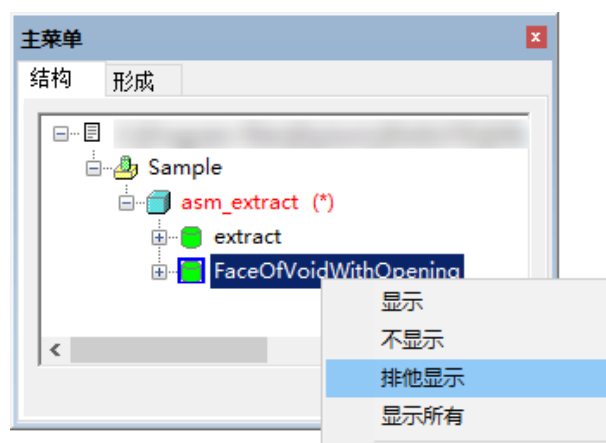 主菜单
结构 形成
Sample
asm_extract (*)
extract
FaceOfVoidWithOpening
显示
不显示
排他显示
显示所有